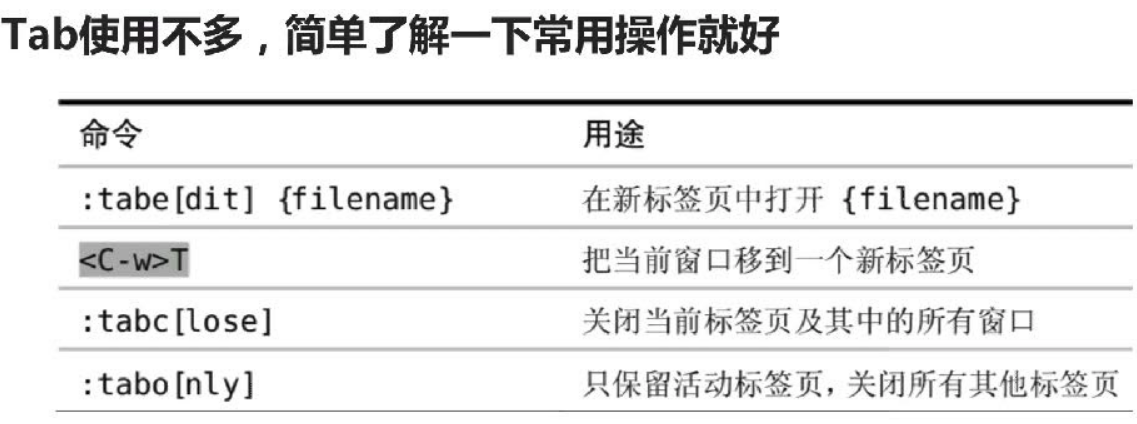 Tab使用不多，简单了解一下常用操作就好
命令 用途
:tabe[dit] {filename} 在新标签页中打开 {filename}
<C-w>T 把当前窗口移到一个新标签页
:tabc[lose] 关闭当前标签页及其中的所有窗口
:tabo[nly] 只保留活动标签页，关闭所有其他标签页